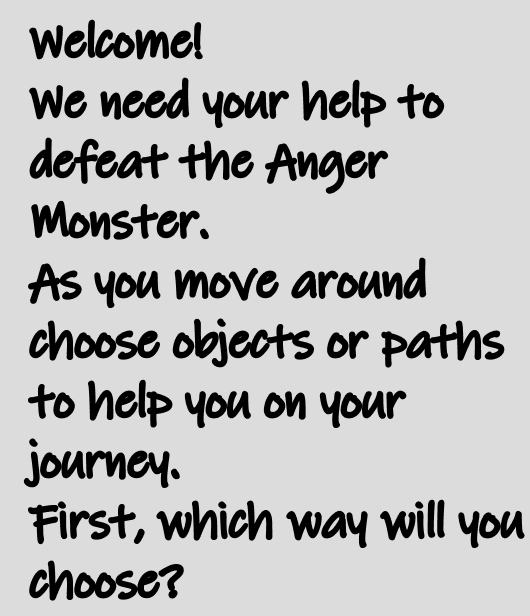 Welcome!
We need your help to
defeat the Anger
Monster.
As you move around
choose objects or paths
to help you on your
journey.
First, which way will you
choose?